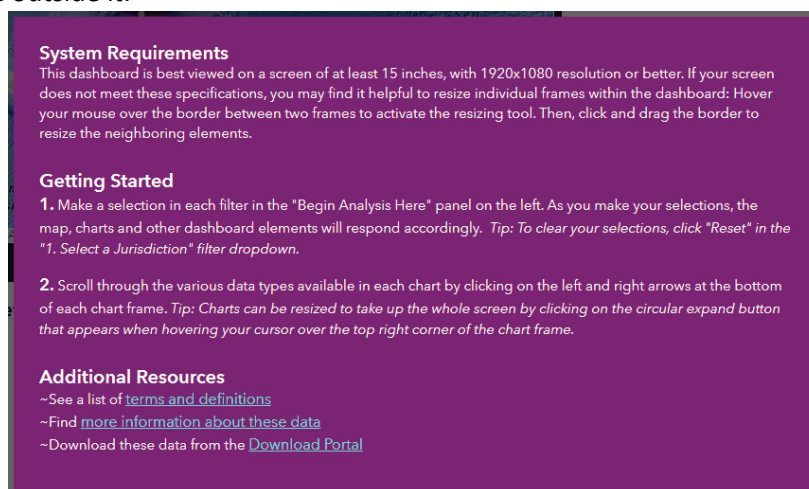 outside it.
System Requirements
This dashboard is best viewed on a screen of at least 15 inches, with 1920x1080 resolution or better. If your screen
does not meet these specifications, you may find it helpful to resize individual frames within the dashboard: Hover
your mouse over the border between two frames to activate the resizing tool. Then, click and drag the border to
resize the neighboring elements.
Getting Started
1. Make a selection in each filter in the "Begin Analysis Here" panel on the left. As you make your selections, the
map, charts and other dashboard elements will respond accordingly. Tip: To clear your selections, click "Reset" in the
"1. Select a Jurisdiction" filter dropdown.
2. Scroll through the various data types available in each chart by clicking on the left and right arrows at the bottom
of each chart frame. Tip: Charts can be resized to take up the whole screen by clicking on the circular expand button
that appears when hovering your cursor over the top right corner of the chart frame.
Additional Resources
~See a list of terms and definitions
~Find more information about these data
~Download these data from the Download Portal